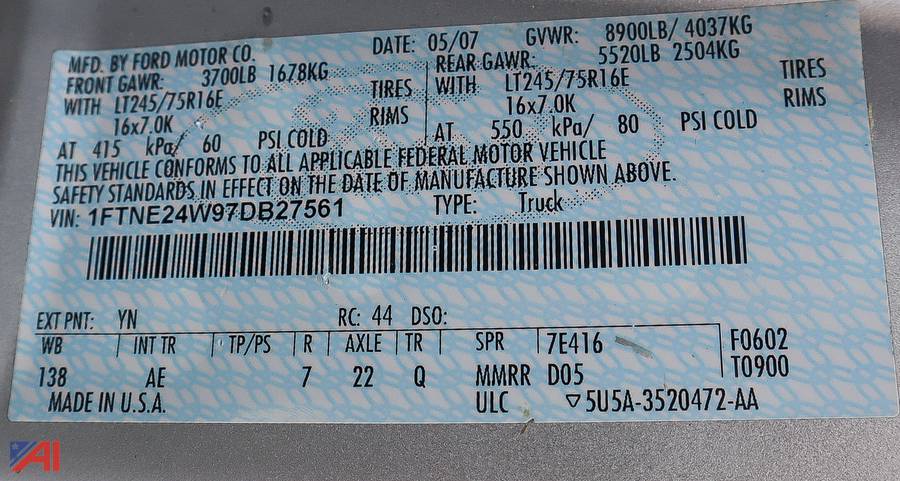 MFD. BY FORD MOTOR CO. DATE: 05/07 GVWR: 8900LB/ 4037KG
FRONT GAWR: 3700LB 1678KG REAR GAWR: 5520LB 2504KG
WITH LT245/75R16E TIRES WITH LT245/75R16E TIRES
16x7.0K RIMS 16x7.0K RIMS
AT 415 kPa/ 60 PSI COLD AT 550 kPa/ 80 PSI COLD
THIS VEHICLE CONFORMS TO ALL APPLICABLE FEDERAL MOTOR VEHICLE
SAFETY STANDARDS IN EFFECT ON THE DATE OF MANUFACTURE SHOWN ABOVE.
VIN: 1FTNE24W97DB27561 TYPE: Truck
EXT PNT: YN RC: 44 DSO:
WB INT TR TP/PS R AXLE TR SPR 7E416 F0602
138 AE 7 22 Q MMRR D05 T0900
MADE IN U.S.A. ULC ▽5U5A-3520472-AA
AI